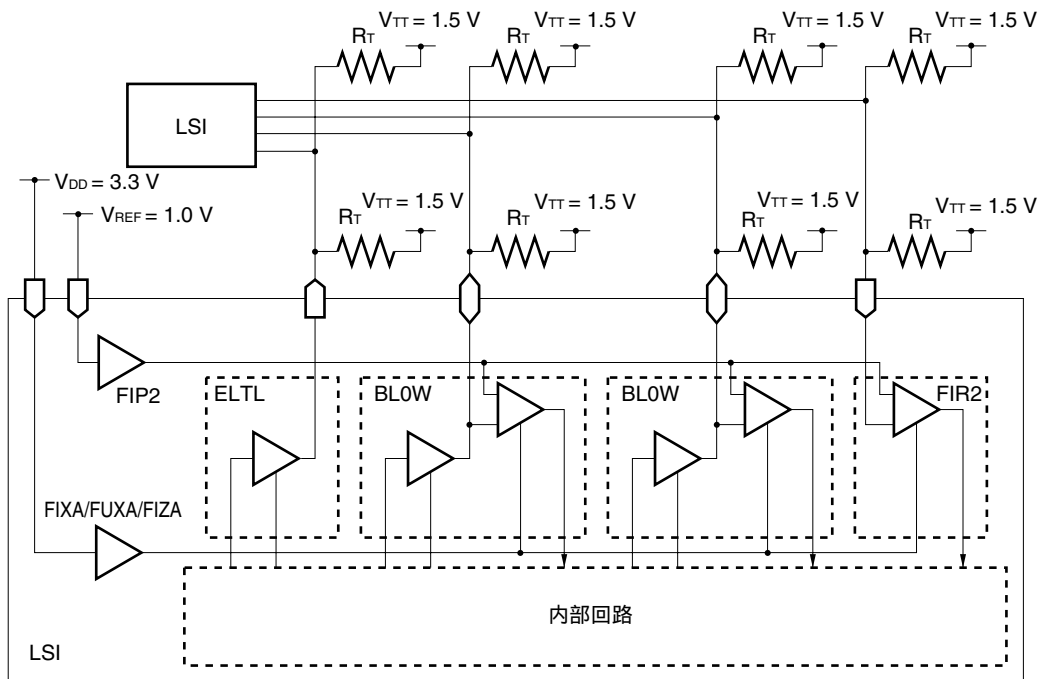 VTT = 1.5 V
VTT = 1.5 V
VTT = 1.5 V
VTT = 1.5 V
RT
RT
RT
RT
LSI
VDD = 3.3 V
VREF = 1.0 V
VTT = 1.5 V
VTT = 1.5 V
VTT = 1.5 V
VTT = 1.5 V
RT
RT
RT
RT
FIP2
ELTL
BL0W
BL0W
FIR2
FIXA/FUXA/FIZA
内部回路
LSI